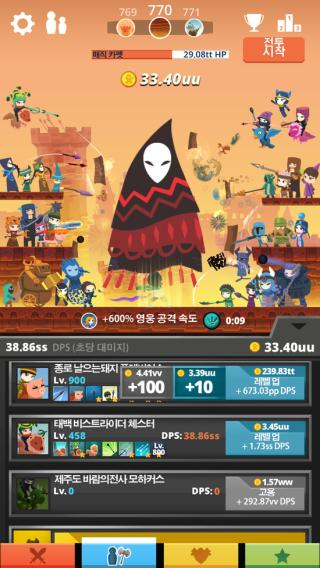 769 770 771
매직 카펫 29.08tt HP
전투
시작
33.40uu
+600% 영웅 공격 속도 0:09
38.86ss DPS (초당 대미지) 33.40uu
종로 날으는돼지
Lv. 900
4.41vv
+100
3.39uu
+10
239.83tt
레벨 업
+ 673.03pp DPS
태백 비스트라이더 체스터
Lv. 458 DPS: 38.86ss
Lv.
800
3.45uu
레벨 업
+ 1.73ss DPS
제주도 바람의전사 모하커스
Lv. 0 DPS: 0
1.57ww
고용
+ 292.87vv DPS